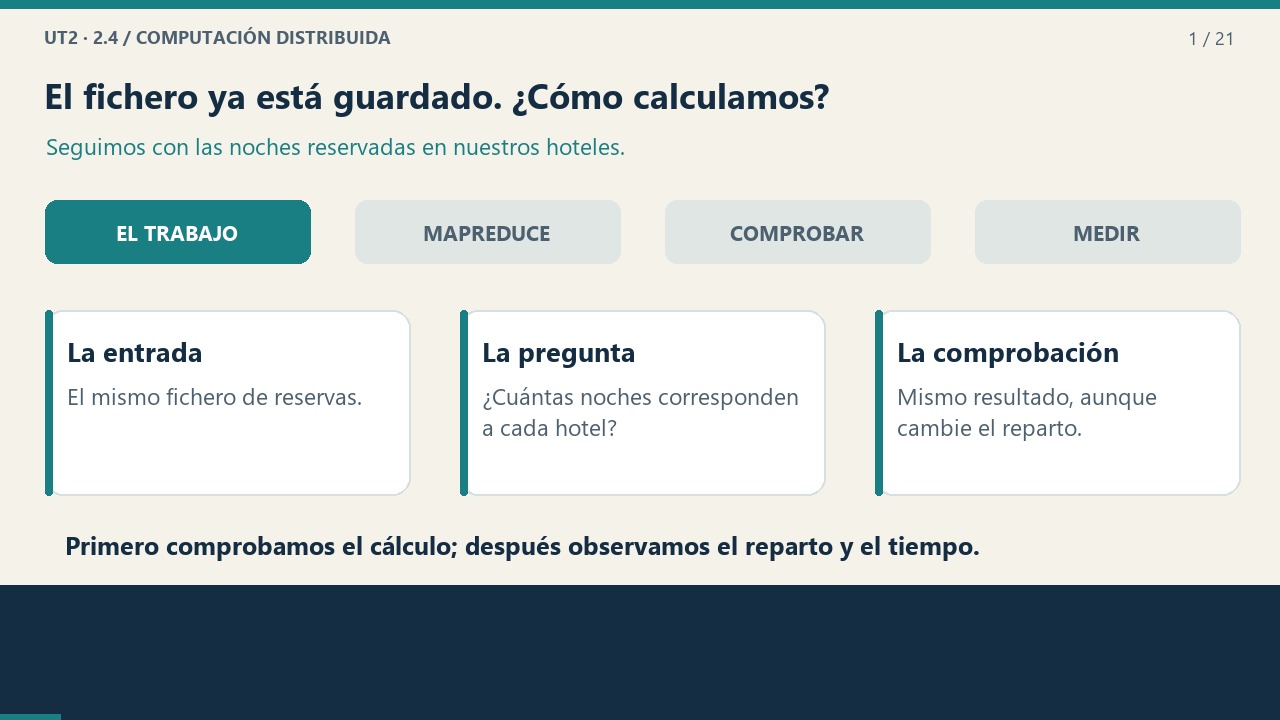 UT2 · 2.4 / COMPUTACIÓN DISTRIBUIDA
1 / 21
El fichero ya está guardado. ¿Cómo calculamos?
Seguimos con las noches reservadas en nuestros hoteles.
EL TRABAJO
MAPREDUCE
COMPROBAR
MEDIR
La entrada
El mismo fichero de reservas.
La pregunta
¿Cuántas noches corresponden
a cada hotel?
La comprobación
Mismo resultado, aunque
cambie el reparto.
Primero comprobamos el cálculo; después observamos el reparto y el tiempo.